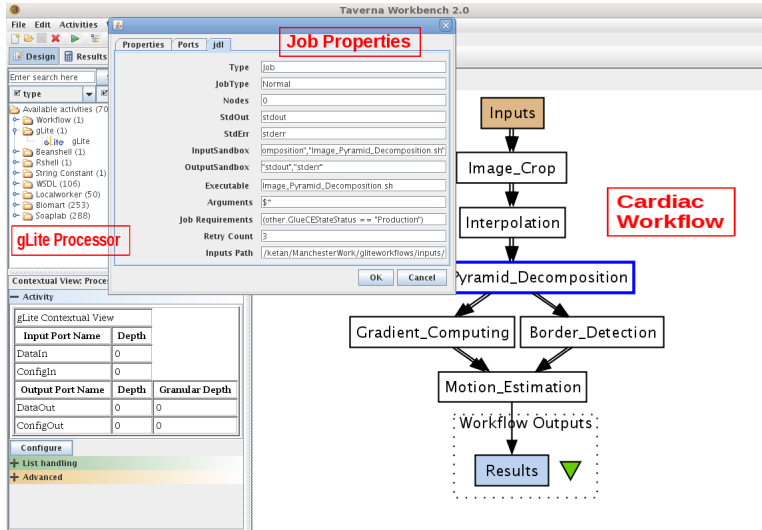 Taverna Workbench 2.0
File Edit Activities
Design Results
Enter search here
type
Available activities (70
Workflow (1)
gLite (1)
gLite gLite
Beanshell (1)
Rshell (1)
String Constant (1)
WSDL (106)
Localworker (50)
Biomart (253)
Soaplab (288)
gLite Processor
Properties Ports jdl
Job Properties
Type Job
JobType Normal
Nodes 0
StdOut stdout
StdErr stderr
InputSandbox omposition","Image_Pyramid_Decomposition.sh"
OutputSandbox "stdout","stderr"
Executable Image_Pyramid_Decomposition.sh
Arguments $*
Job Requirements (other.GlueCEStateStatus == "Production")
Retry Count 3
Inputs Path /ketan/ManchesterWork/gliteworkflows/inputs/
OK Cancel
Contextual View: Proce
Activity
gLite Contextual View
Input Port Name Depth
DataIn 0
ConfigIn 0
Output Port Name Depth Granular Depth
DataOut 0 0
ConfigOut 0 0
Configure
List handling
Advanced
Inputs
Image_Crop
Interpolation
Pyramid_Decomposition
Gradient_Computing Border_Detection
Motion_Estimation
Workflow Outputs
Results
Cardiac
Workflow